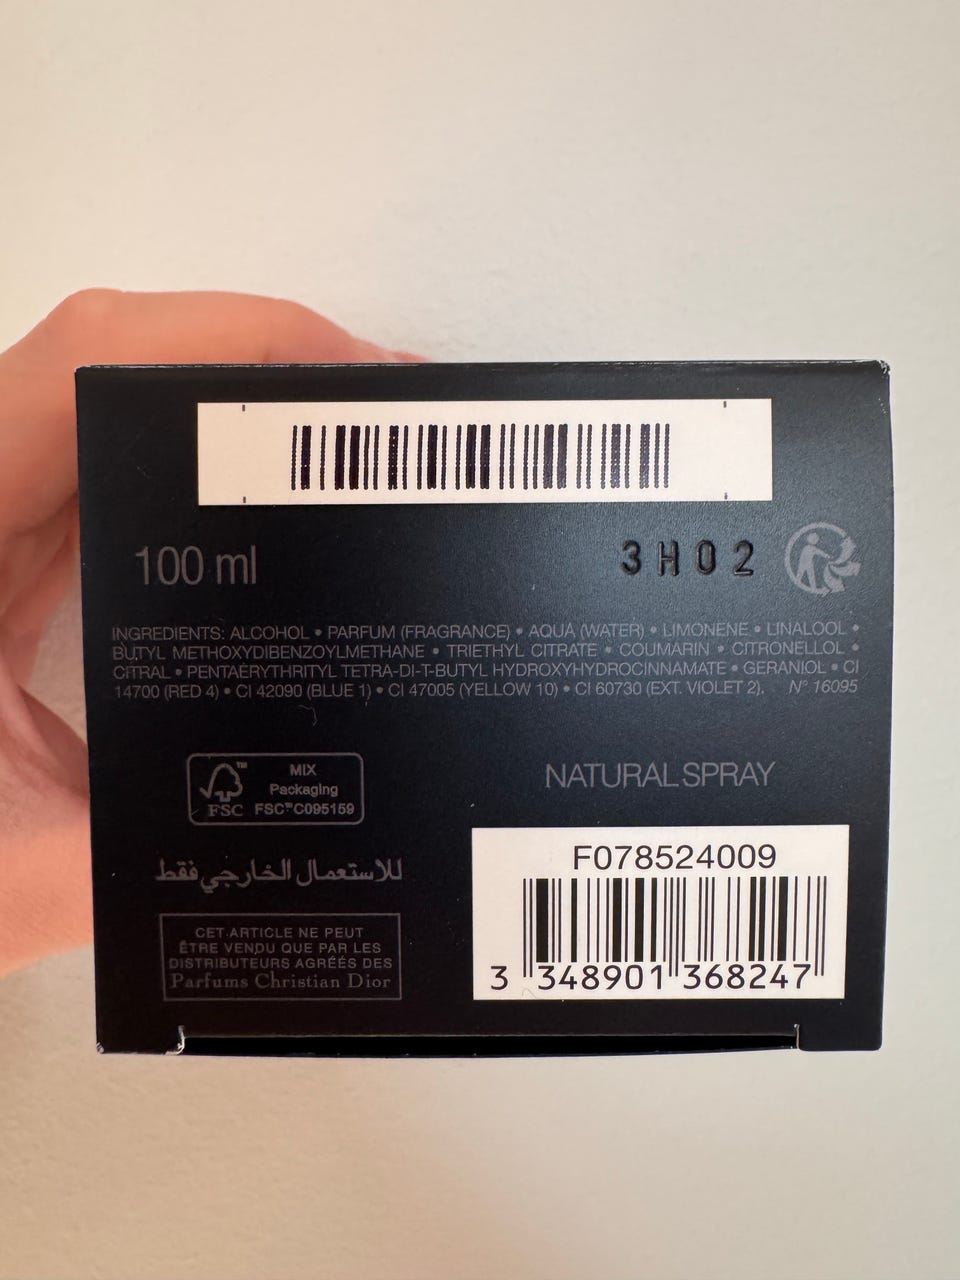 100 ml
3H02
INGREDIENTS: ALCOHOL • PARFUM (FRAGRANCE) • AQUA (WATER) • LIMONENE • LINALOOL •
BUTYL METHOXYDIBENZOYLMETHANE • TRIETHYL CITRATE • COUMARIN • CITRONELLOL •
CITRAL • PENTAERYTHRITYL TETRA-DI-T-BUTYL HYDROXYHYDROCINNAMATE • GERANIOL • CI
14700 (RED 4) • CI 42090 (BLUE 1) • CI 47005 (YELLOW 10) • CI 60730 (EXT. VIOLET 2). N° 16095
FSC™
MIX
Packaging
FSC™ C095159
NATURAL SPRAY
للاستعمال الخارجي فقط
CET ARTICLE NE PEUT
ÊTRE VENDU QUE PAR LES
DISTRIBUTEURS AGRÉÉS DES
Parfums Christian Dior
F078524009
3 348901 368247